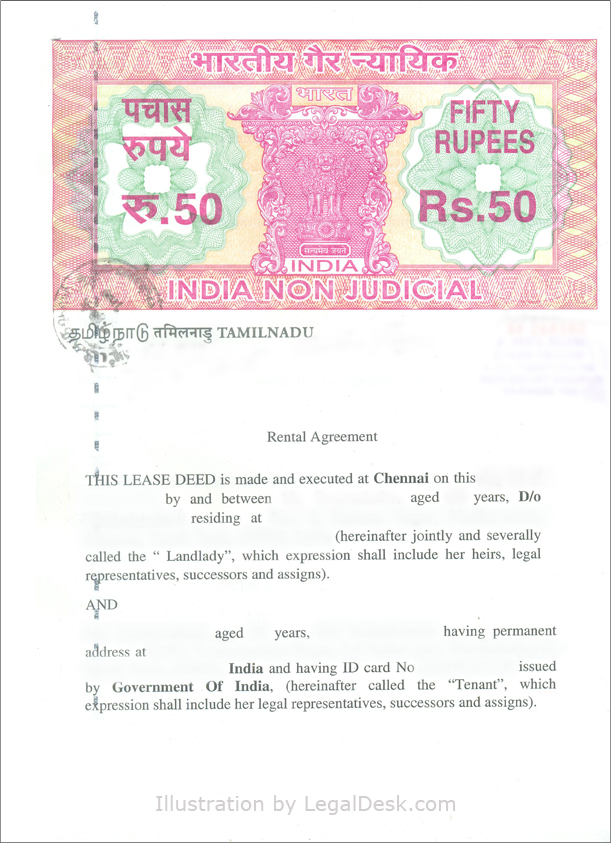 भारतीय गैर न्यायिक
भारत
पचास
रुपये
रु.50
FIFTY
RUPEES
Rs.50
सत्यमेव जयते
INDIA
INDIA NON JUDICIAL
தமிழ்நாடு तमिलनाडु TAMILNADU
Rental Agreement
THIS LEASE DEED is made and executed at Chennai on this
by and between aged years, D/o
residing at
(hereinafter jointly and severally
called the “ Landlady”, which expression shall include her heirs, legal
representatives, successors and assigns).
AND
aged years, having permanent
address at
India and having ID card No issued
by Government Of India, (hereinafter called the “Tenant”, which
expression shall include her legal representatives, successors and assigns).
Illustration by LegalDesk.com